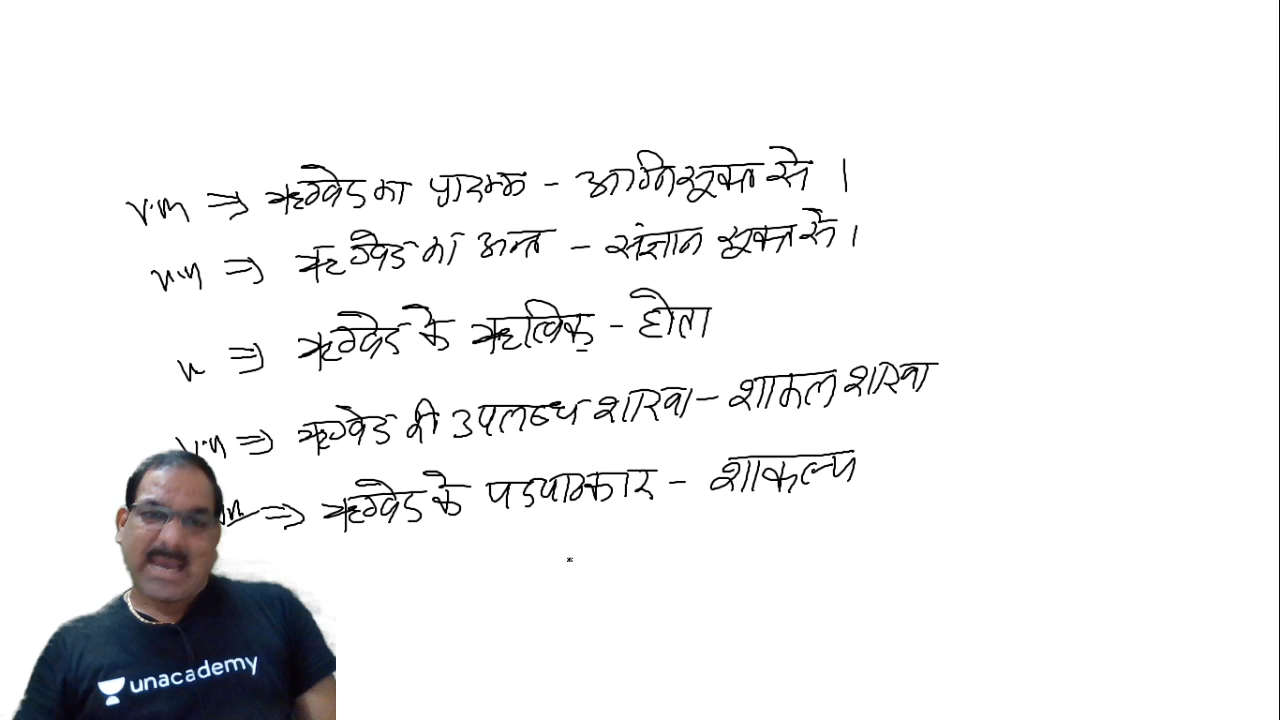 V.M ⇒ ऋग्वेद का प्रारम्भ - अग्निसूक्त से ।
⇒ ऋग्वेद का अन्त - संज्ञान सूक्त से ।
⇒ ऋग्वेद के ऋत्विक् - होता
⇒ ऋग्वेद की उपलब्ध शाखा - शाकल शाखा
⇒ ऋग्वेद के पदपाठकार - शाकल्य
unacademy